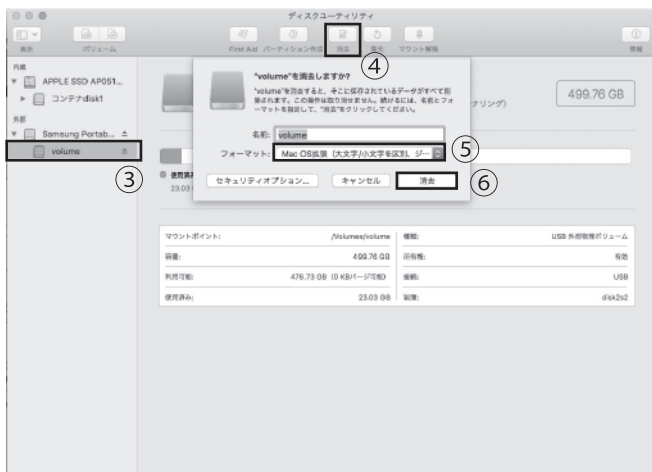 ディスクユーティリティ
表示
ボリューム
First Aid
パーティション作成
消去
復元
マウント解除
情報
④
内蔵
APPLE SSD AP051...
コンテナdisk1
外部
Samsung Portab...
volume
③
"volume"を消去しますか?
"volume"を消去すると、そこに保存されているデータがすべて削
除されます。この操作は取り消せません。続けるには、名前とフォ
ーマットを指定して、"消去"をクリックしてください。
名前:
volume
フォーマット:
Mac OS拡張（大文字/小文字を区別、ジ…
⑤
セキュリティオプション...
キャンセル
消去
⑥
ナリング)
499.76 GB
使用済み
23.03
マウントポイント:
/Volumes/volume
種類:
USB 外部物理ボリューム
容量:
499.76 GB
所有権:
有効
利用可能:
476.73 GB（0 KBパージ可能）
接続:
USB
使用済み:
23.03 GB
装置:
disk2s2